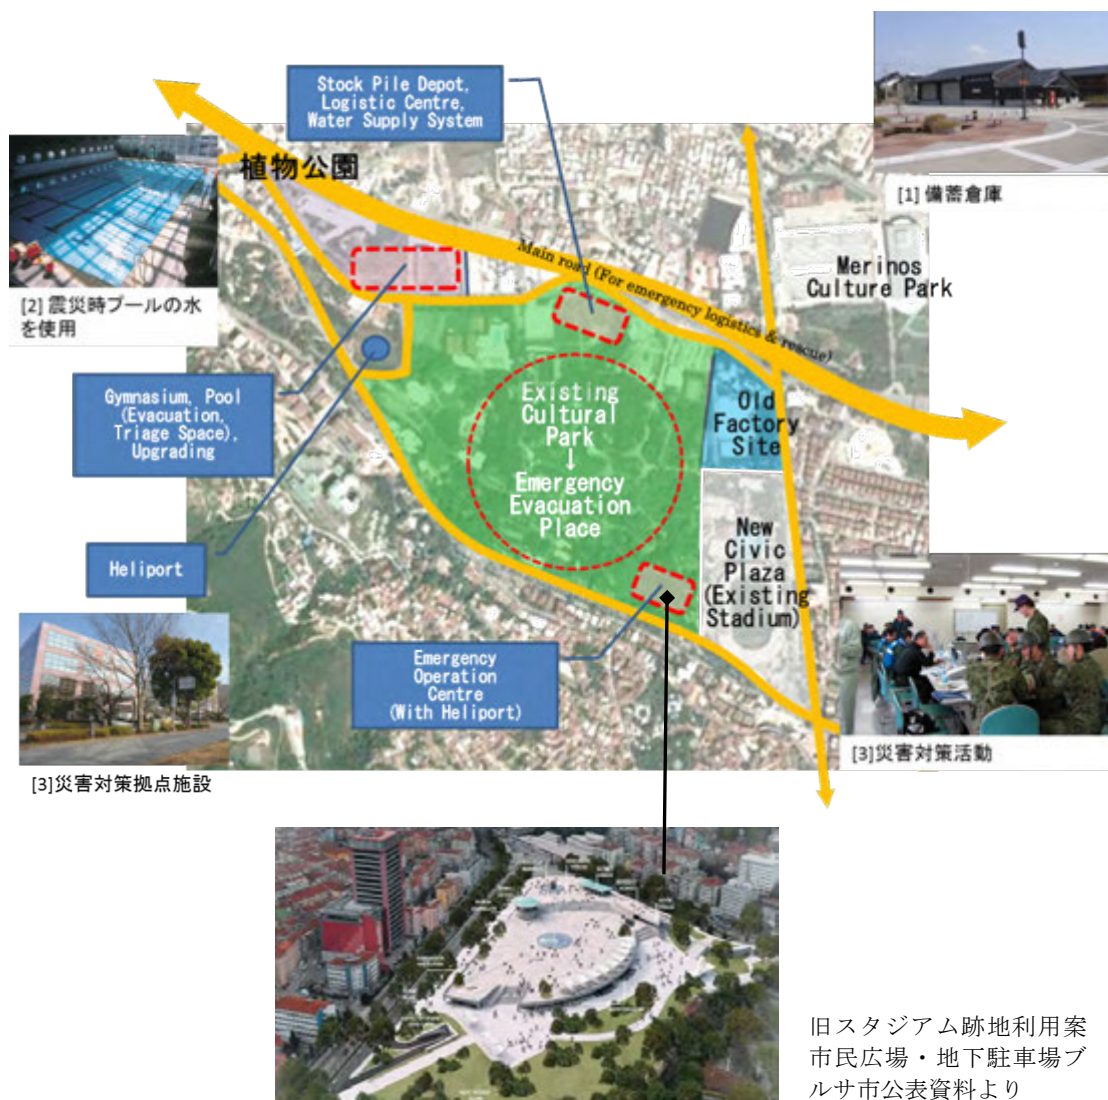 Stock Pile Depot,
Logistic Centre,
Water Supply System
植物公園
[1] 備蓄倉庫
Main road (For emergency logistics & rescue)
Merinos
Culture Park
[2] 震災時プールの水
を使用
Gymnasium, Pool
(Evacuation,
Triage Space),
Upgrading
Existing
Cultural
Park
↓
Emergency
Evacuation
Place
Old
Factory
Site
New
Civic
Plaza
(Existing
Stadium)
Heliport
Emergency
Operation
Centre
(With Heliport)
[3]災害対策活動
[3]災害対策拠点施設
旧スタジアム跡地利用案
市民広場・地下駐車場ブ
ルサ市公表資料より